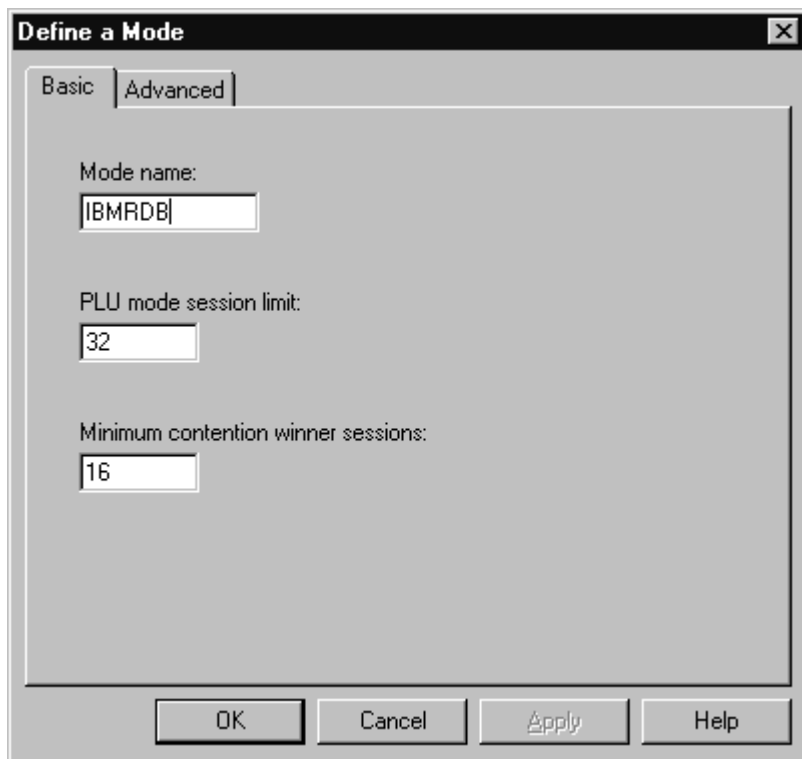 Define a Mode
Basic Advanced
Mode name:
IBMRDB
PLU mode session limit:
32
Minimum contention winner sessions:
16
OK Cancel Apply Help